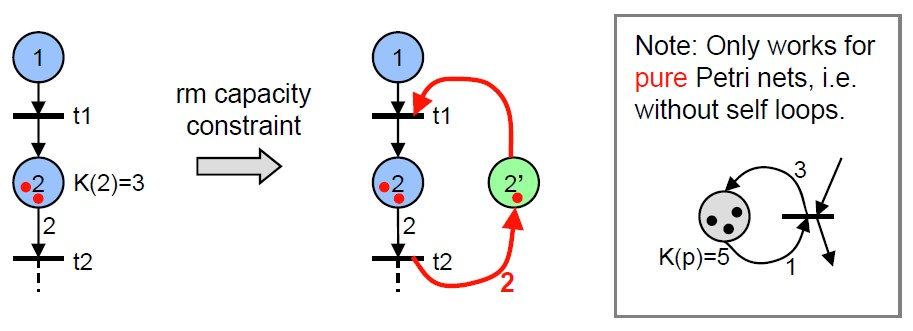 1
t1
2
K(2)=3
2
t2
rm capacity
constraint
1
t1
2
2'
2
t2
2
Note: Only works for
pure Petri nets, i.e.
without self loops.
3
K(p)=5
1